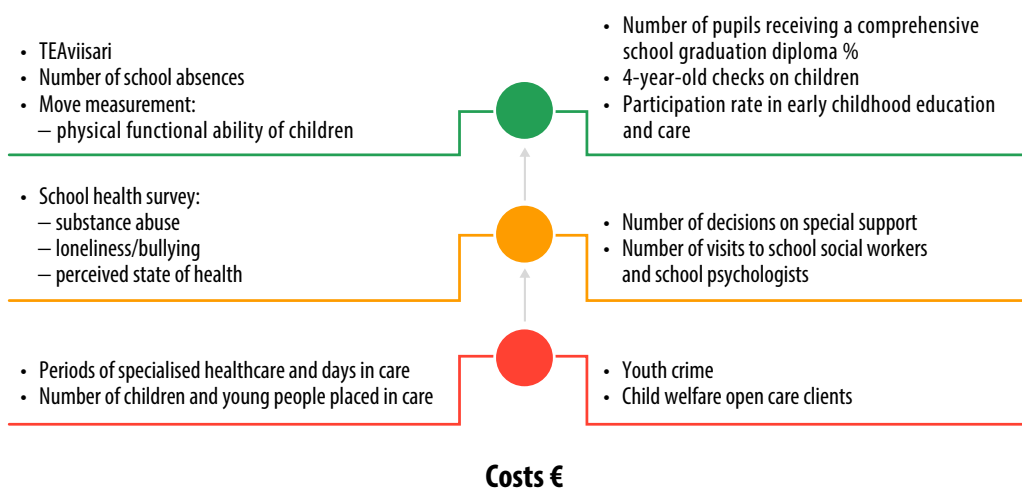 • TEAviisari
• Number of school absences
• Move measurement:
– physical functional ability of children
• Number of pupils receiving a comprehensive
school graduation diploma %
• 4-year-old checks on children
• Participation rate in early childhood education
and care
• School health survey:
– substance abuse
– loneliness/bullying
– perceived state of health
• Number of decisions on special support
• Number of visits to school social workers
and school psychologists
• Periods of specialised healthcare and days in care
• Number of children and young people placed in care
• Youth crime
• Child welfare open care clients
Costs €